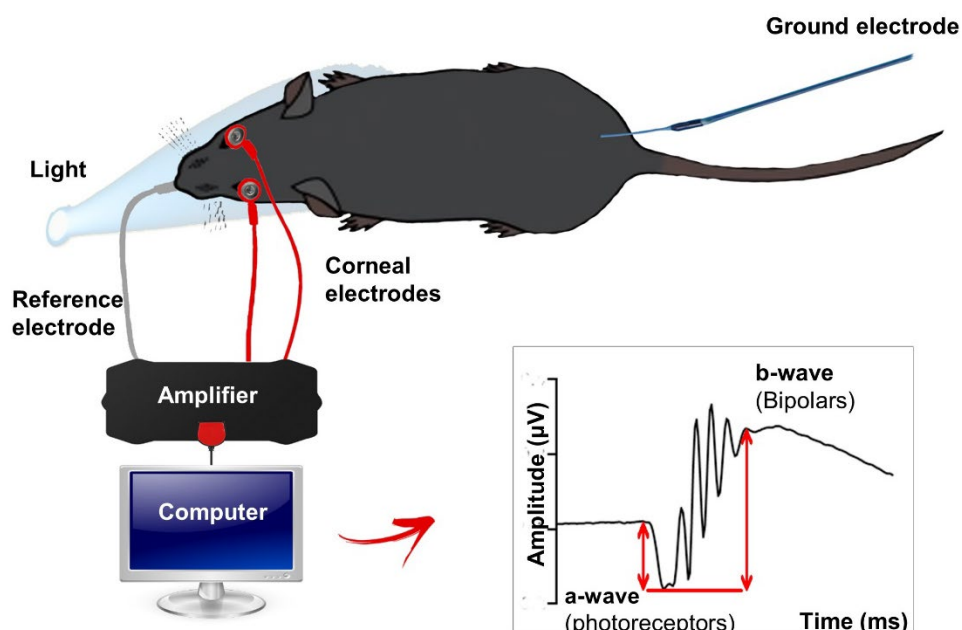 Ground electrode
Light
Corneal
electrodes
Reference
electrode
Amplifier
Computer
b-wave
(Bipolars)
Amplitude (µV)
a-wave
(photoreceptors)
Time (ms)